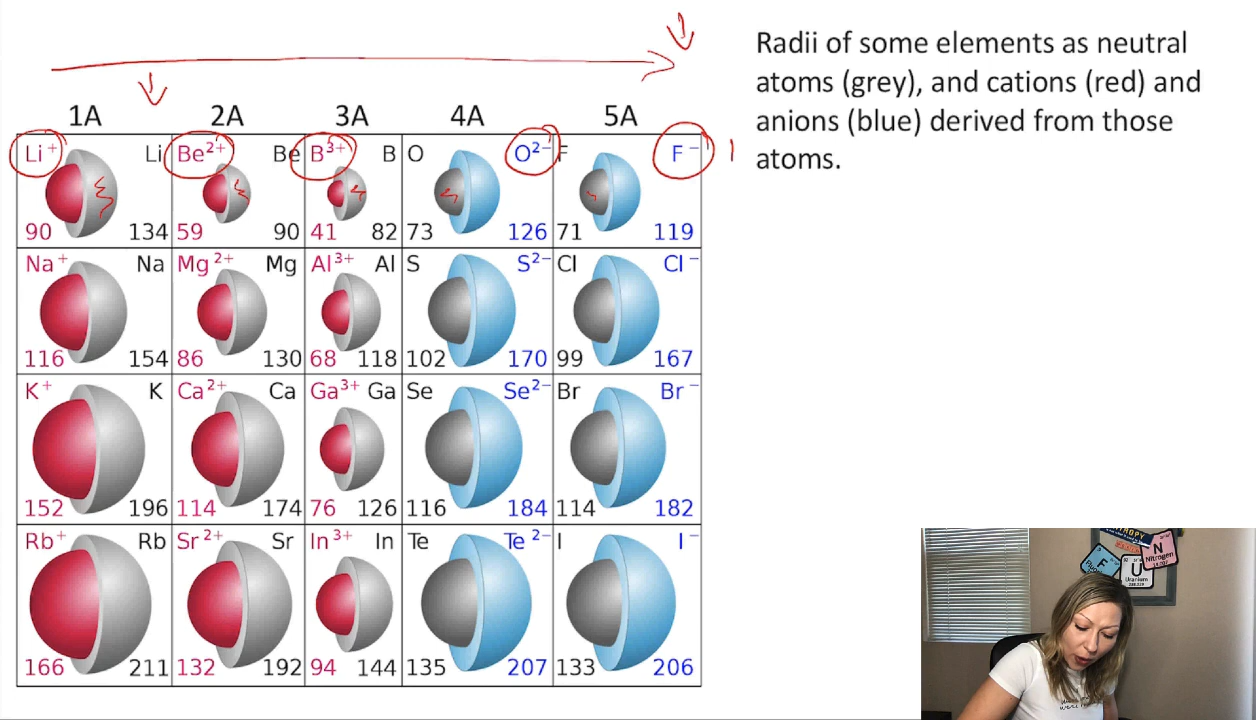 Radii of some elements as neutral
atoms (grey), and cations (red) and
anions (blue) derived from those
atoms.
1A 2A 3A 4A 5A
Li⁺ Li Be²⁺ Be B³⁺ B O O²⁻ F F⁻
90 134 59 90 41 82 73 126 71 119
Na⁺ Na Mg²⁺ Mg Al³⁺ Al S S²⁻ Cl Cl⁻
116 154 86 130 68 118 102 170 99 167
K⁺ K Ca²⁺ Ca Ga³⁺ Ga Se Se²⁻ Br Br⁻
152 196 114 174 76 126 116 184 114 182
Rb⁺ Rb Sr²⁺ Sr In³⁺ In Te Te²⁻ I I⁻
166 211 132 192 94 144 135 207 133 206
N
Nitrogen
F
U
Uranium